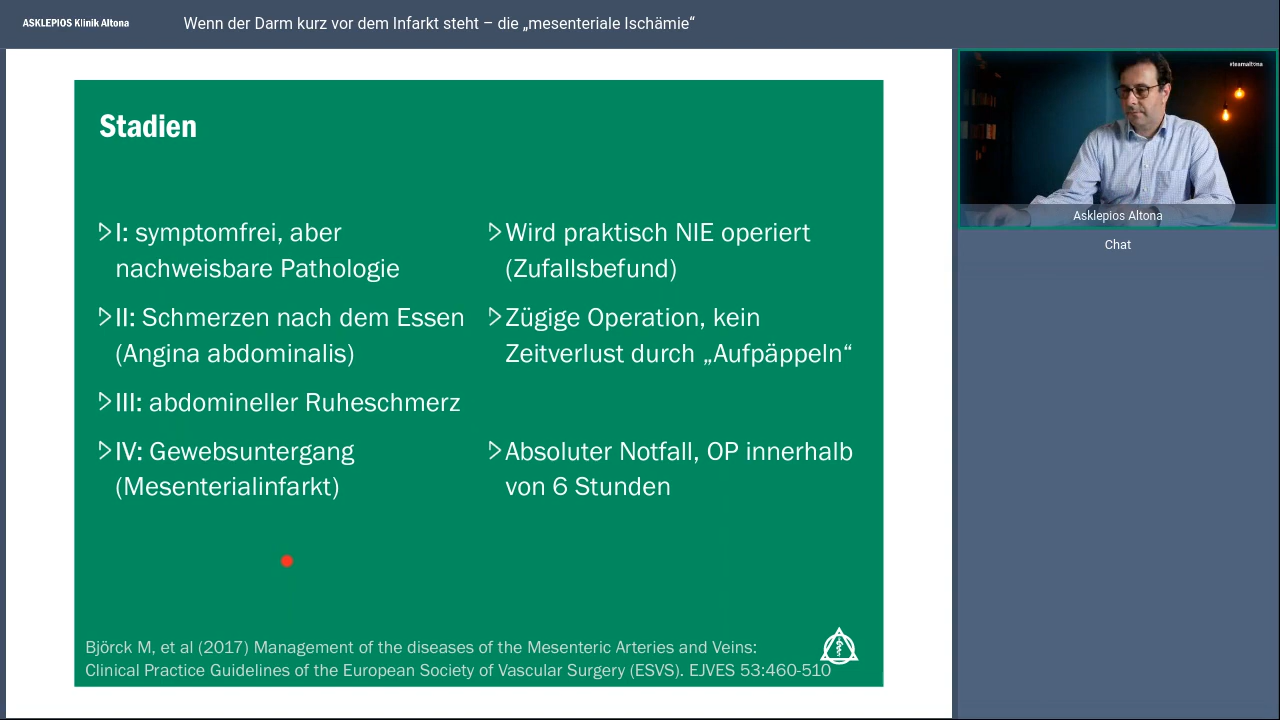 ASKLEPIOS Klinik Altona
Wenn der Darm kurz vor dem Infarkt steht – die „mesenteriale Ischämie“
#teamaltona
Asklepios Altona
Chat
Stadien
I: symptomfrei, aber
nachweisbare Pathologie
II: Schmerzen nach dem Essen
(Angina abdominalis)
III: abdomineller Ruheschmerz
IV: Gewebsuntergang
(Mesenterialinfarkt)
Wird praktisch NIE operiert
(Zufallsbefund)
Zügige Operation, kein
Zeitverlust durch „Aufpäppeln“
Absoluter Notfall, OP innerhalb
von 6 Stunden
Björck M, et al (2017) Management of the diseases of the Mesenteric Arteries and Veins:
Clinical Practice Guidelines of the European Society of Vascular Surgery (ESVS). EJVES 53:460-510